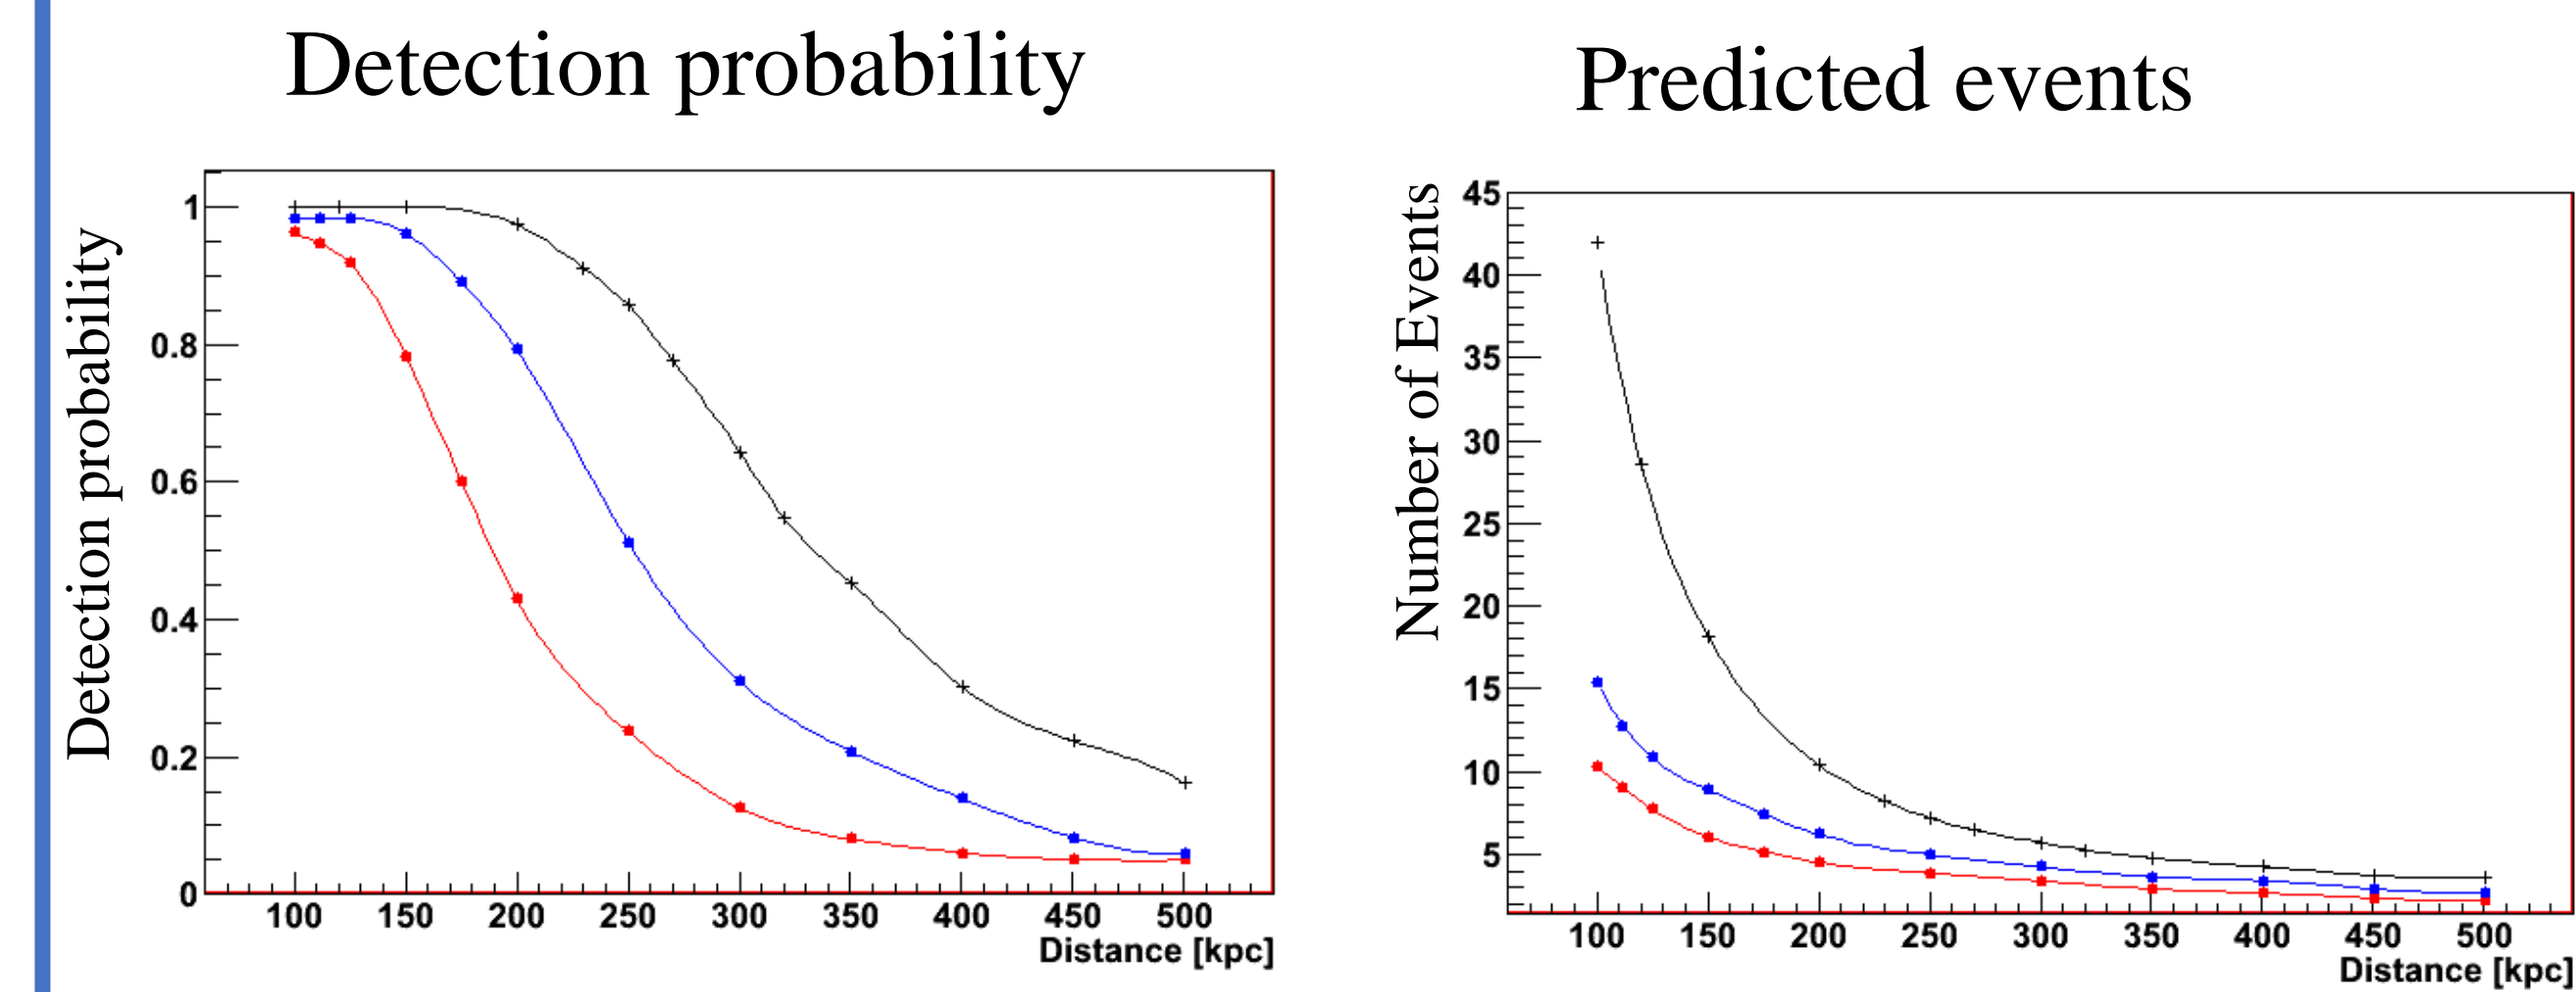 Detection probability
Detection probability
1
0.8
0.6
0.4
0.2
0
100 150 200 250 300 350 400 450 500
Distance [kpc]
Predicted events
Number of Events
45
40
35
30
25
20
15
10
5
100 150 200 250 300 350 400 450 500
Distance [kpc]